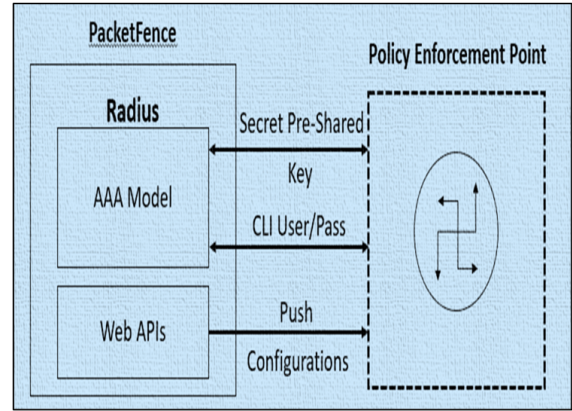 PacketFence
Policy Enforcement Point
Radius
Secret Pre-Shared
Key
AAA Model
CLI User/Pass
Push
Web APIs
Configurations